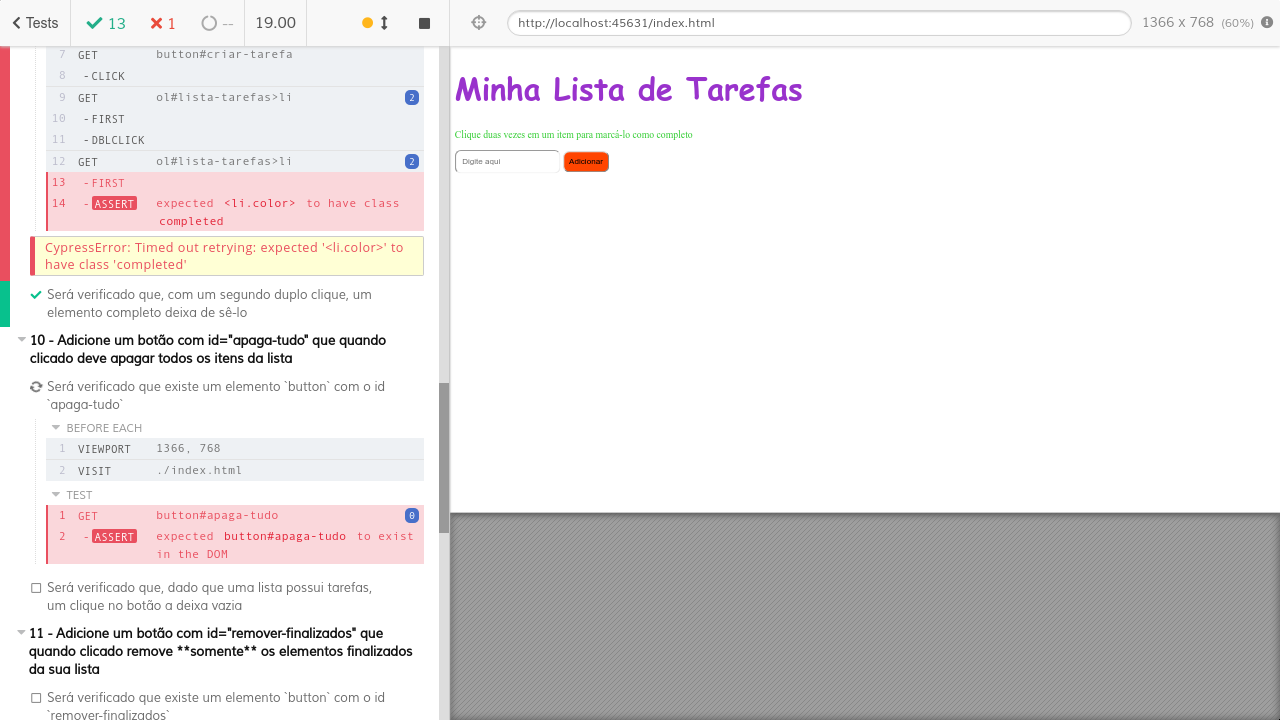 Tests
13
1
--
19.00
http://localhost:45631/index.html
1366 x 768 (60%)
7 GET button#criar-tarefa
8 -CLICK
9 GET ol#lista-tarefas>li 2
10 -FIRST
11 -DBLCLICK
12 GET ol#lista-tarefas>li 2
13 -FIRST
14 -ASSERT expected <li.color> to have class
completed
CypressError: Timed out retrying: expected '<li.color>' to
have class 'completed'
Será verificado que, com um segundo duplo clique, um
elemento completo deixa de sê-lo
10 - Adicione um botão com id="apaga-tudo" que quando
clicado deve apagar todos os itens da lista
Será verificado que existe um elemento `button` com o id
`apaga-tudo`
BEFORE EACH
1 VIEWPORT 1366, 768
2 VISIT ./index.html
TEST
1 GET button#apaga-tudo 0
2 -ASSERT expected button#apaga-tudo to exist
in the DOM
Será verificado que, dado que uma lista possui tarefas,
um clique no botão a deixa vazia
11 - Adicione um botão com id="remover-finalizados" que
quando clicado remove **somente** os elementos finalizados
da sua lista
Será verificado que existe um elemento `button` com o id
`remover-finalizados`
Minha Lista de Tarefas
Clique duas vezes em um item para marcá-lo como completo
Digite aqui
Adicionar